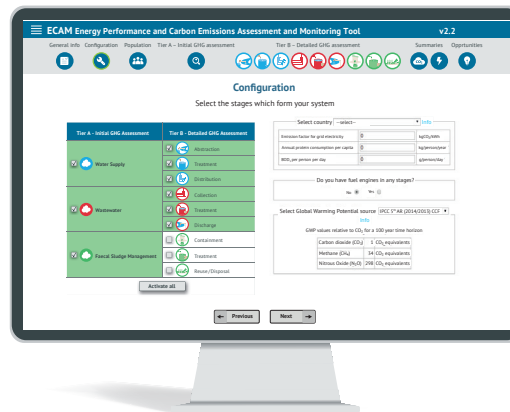 ECAM Energy Performance and Carbon Emissions Assessment and Monitoring Tool v2.2
General info Configuration Population Tier A - Initial GHG assessment Tier B - Detailed GHG assessment Summaries Opprtunities
Configuration
Select the stages which form your system
Tier A - Initial GHG Assessment Tier B - Detailed GHG Assessment
Water Supply
Abstraction
Treatment
Distribution
Wastewater
Collection
Treatment
Discharge
Faecal Sludge Management
Containment
Treatment
Reuse/Disposal
Activate all
Select country --select-- Info
Emission factor for grid electricity 0 kgCO₂/kWh
Annual protein consumption per capita 0 kg/person/year
BOD₅ per person per day 0 g/person/day
Do you have fuel engines in any stages?
No Yes
Select Global Warming Potential source IPCC 5ᵗʰ AR (2014/2013) CCF
Info
GWP values relative to CO₂ for a 100 year time horizon
Carbon dioxide (CO₂) 1 CO₂ equivalents
Methane (CH₄) 34 CO₂ equivalents
Nitrous Oxide (N₂O) 298 CO₂ equivalents
Previous Next